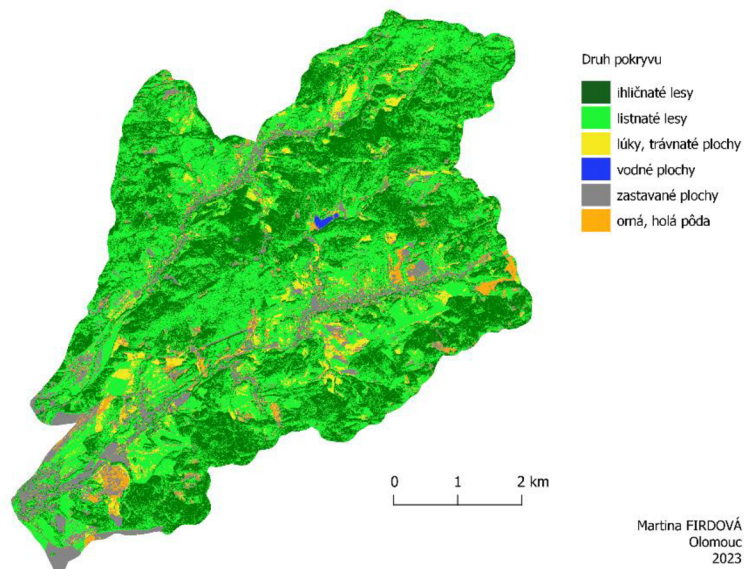 Druh pokryvu
ihličnaté lesy
listnaté lesy
lúky, trávnaté plochy
vodné plochy
zastavané plochy
orná, holá pôda
0 1 2 km
Martina FIRDOVÁ
Olomouc
2023